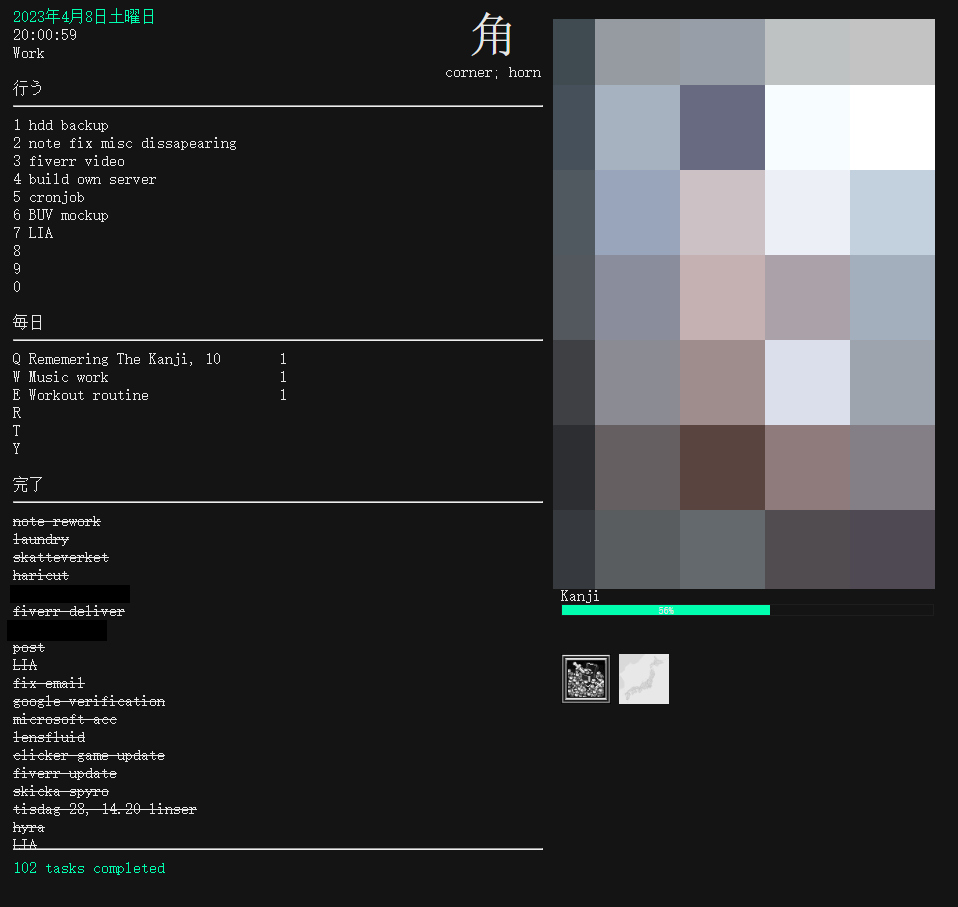 2023年4月8日土曜日
20:00:59
Work
角
corner; horn
行う
1 hdd backup
2 note fix misc dissapearing
3 fiverr video
4 build own server
5 cronjob
6 BUV mockup
7 LIA
8
9
0
毎日
Q Rememering The Kanji, 10 1
W Music work 1
E Workout routine 1
R
T
Y
完了
note rework
laundry
skatteverket
haricut
fiverr deliver
post
LIA
fix email
google verification
microsoft acc
lensfluid
clicker game update
fiverr update
skicka spyro
tisdag 28, 14.20 linser
hyra
LIA
102 tasks completed
Kanji
56%